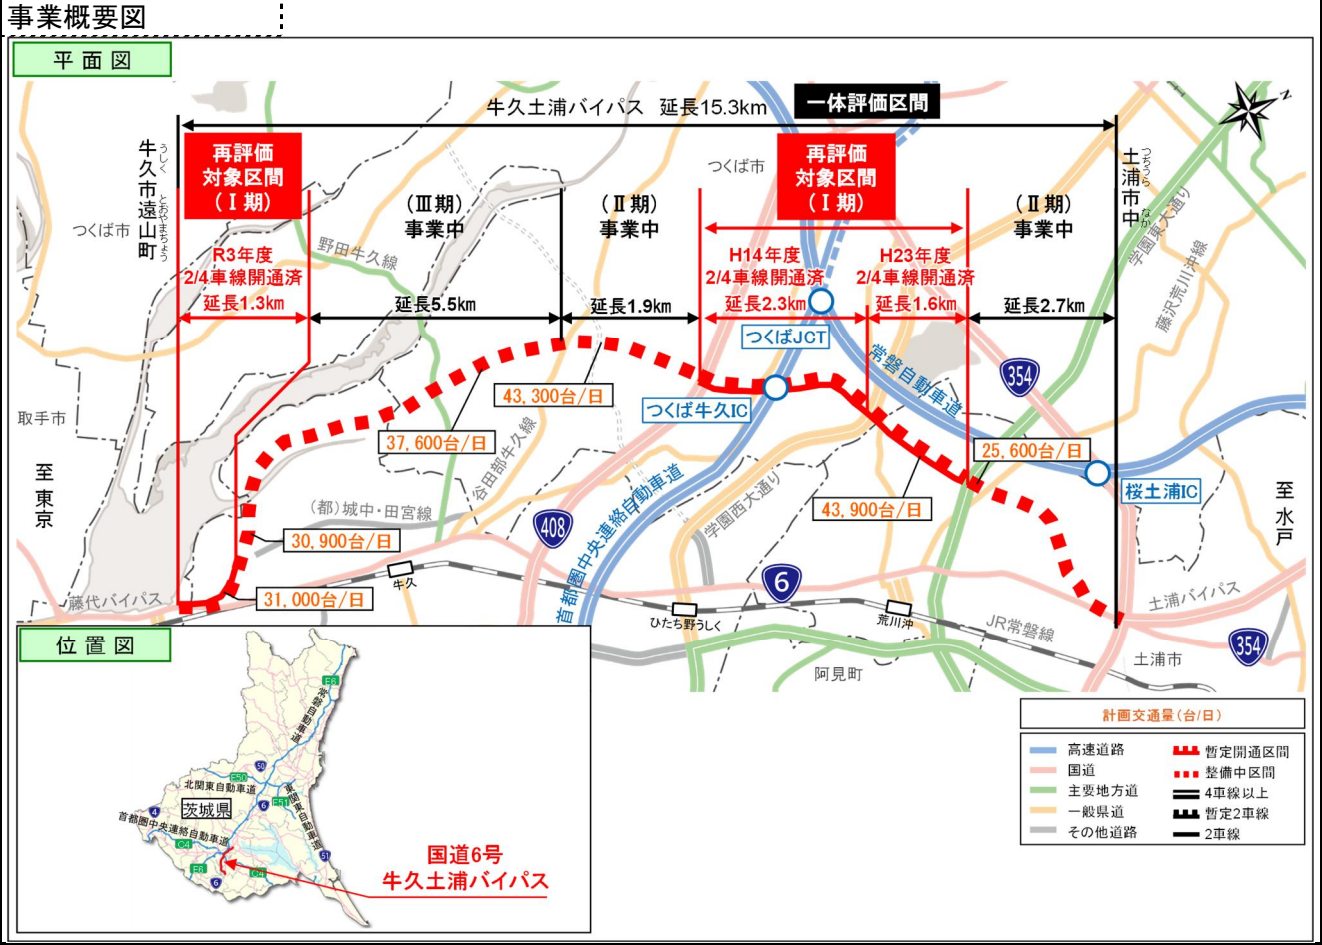 事業概要図
平面図
牛久土浦バイパス 延長15.3km
一体評価区間
N
牛久市遠山町
うしく とおやまちょう
再評価
対象区間
(Ⅰ期)
つくば市
R3年度
2/4車線開通済
延長1.3km
野田牛久線
(Ⅲ期)
事業中
延長5.5km
(Ⅱ期)
事業中
延長1.9km
つくば市
再評価
対象区間
(Ⅰ期)
H14年度
2/4車線開通済
延長2.3km
H23年度
2/4車線開通済
延長1.6km
(Ⅱ期)
事業中
延長2.7km
土浦市中
つちうら なか
学園東大通り
藤沢荒川沖線
つくばJCT
常磐自動車道
354
つくば牛久IC
43,300台/日
37,600台/日
25,600台/日
取手市
至東京
谷田部牛久線
(都)城中・田宮線
408
首都圏中央連絡自動車道
学園西大通り
43,900台/日
桜土浦IC
至水戸
30,900台/日
31,000台/日
藤代バイパス
牛久
6
ひたち野うしく
荒川沖
JR常磐線
土浦バイパス
354
土浦市
阿見町
位置図
E6
常磐自動車道
50
E50
北関東自動車道
茨城県
6
E51
東関東自動車道
4
首都圏中央連絡自動車道
C4
E6
6
C4
51
国道6号
牛久土浦バイパス
計画交通量(台/日)
高速道路
国道
主要地方道
一般県道
その他道路
暫定開通区間
整備中区間
4車線以上
暫定2車線
2車線